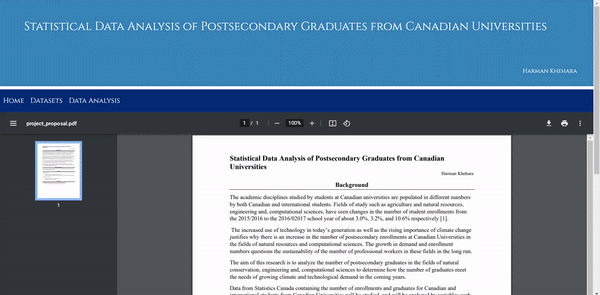 Statistical Data Analysis of Postsecondary Graduates from Canadian Universities
Harman Khehara
Home Datasets Data Analysis
project_proposal.pdf
1 / 1
100%
1
Statistical Data Analysis of Postsecondary Graduates from Canadian
Universities
Harman Khehara
Background
The academic disciplines studied by students at Canadian universities are populated in different numbers
by both Canadian and international students. Fields of study such as agriculture and natural resources,
engineering and, computational sciences, have seen changes in the number of student enrollments from
the 2015/2016 to the 2016/02017 school year of about 3.0%, 3.2%, and 10.6% respectively [1].
The increased use of technology in today's generation as well as the rising importance of climate change
justifies why there is an increase in the number of postsecondary enrollments at Canadian Universities in
the fields of natural resources and computational sciences. The growth in demand and enrollment
numbers questions the sustainability of the number of professional workers in these fields in the long run.
The aim of this research is to analyze the number of postsecondary graduates in the fields of natural
conservation, engineering and, computational sciences to determine how the number of graduates meet
the needs of growing climate and technological demand in the coming years.
Data from Statistics Canada containing the number of enrollments and graduates for Canadian and